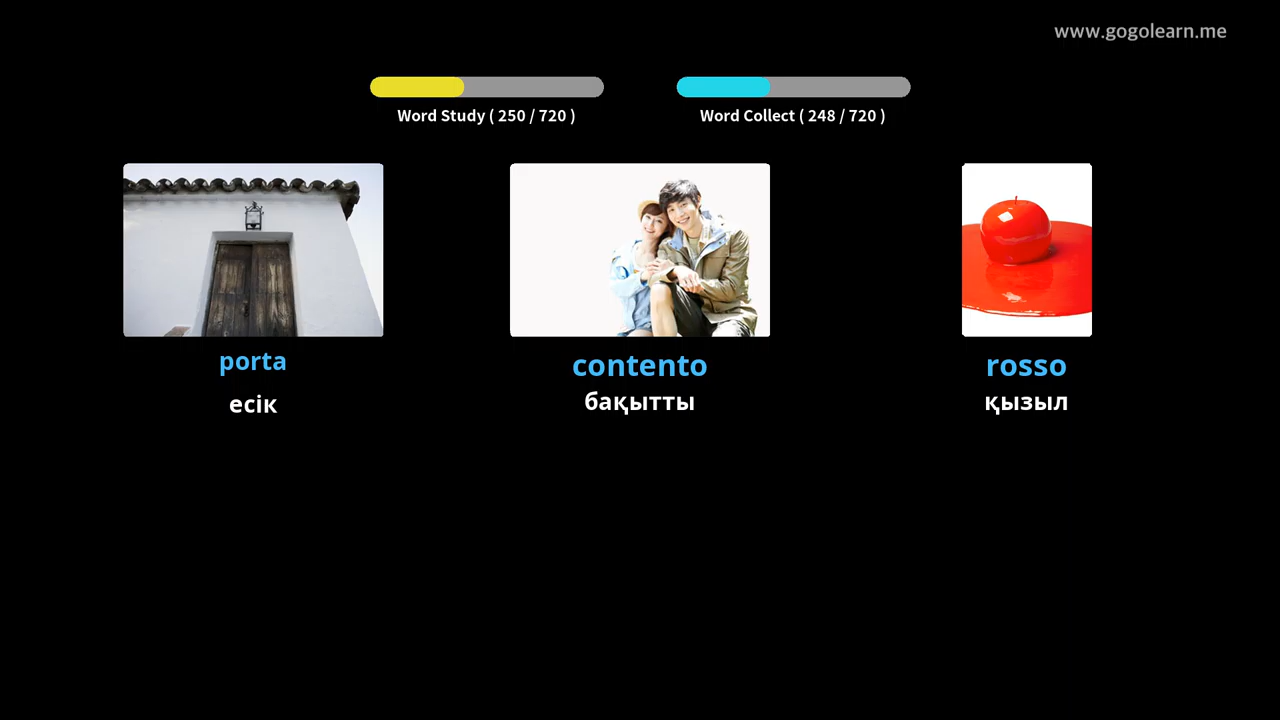 www.gogolearn.me
Word Study ( 250 / 720 )
Word Collect ( 248 / 720 )
porta
contento
rosso
есік
бақытты
қызыл